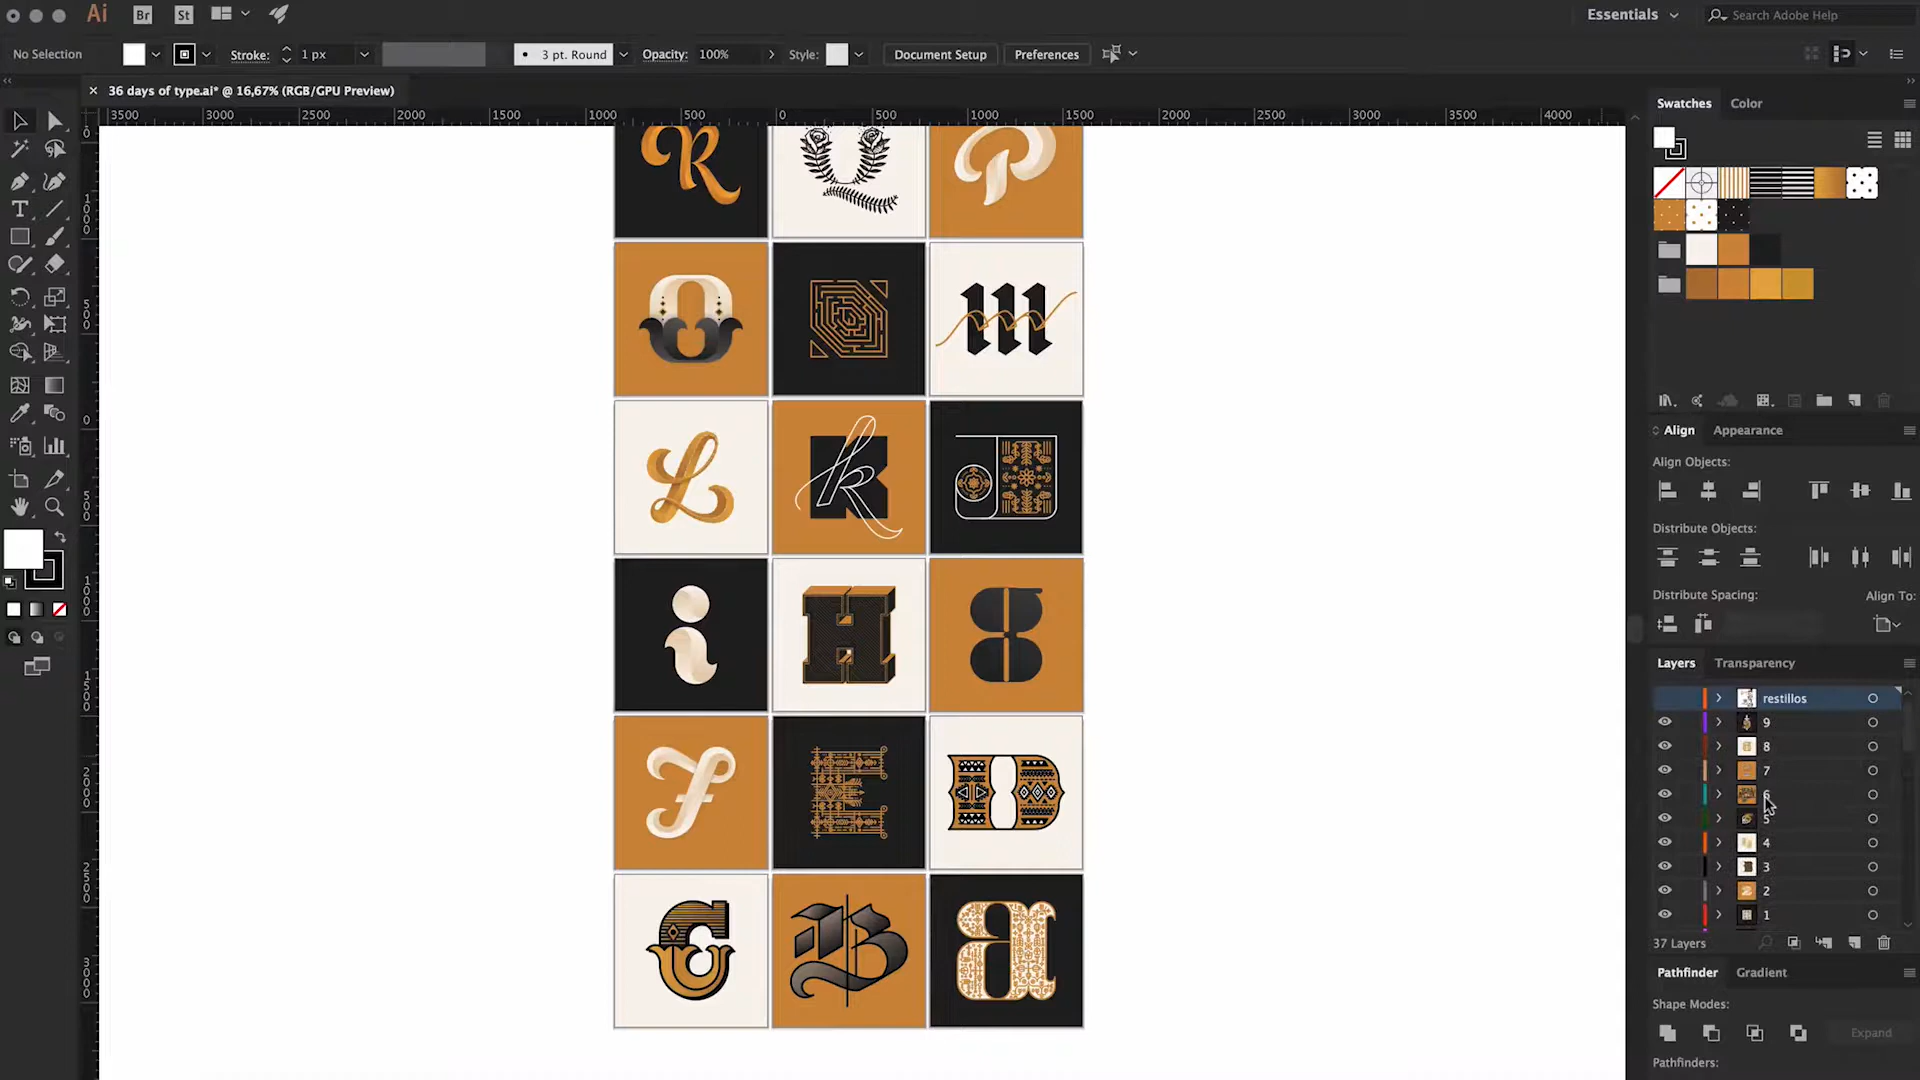 Ai Br St Essentials Search Adobe Help
No Selection Stroke: 1 px 3 pt. Round Opacity: 100% Style: Document Setup Preferences
36 days of type.ai* @ 16,67% (RGB/GPU Preview)
3500 3000 2500 2000 1500 1000 500 0 500 1000 1500 2000 2500 3000 3500 4000
Swatches Color
R Q P
O m
L k
i H 8
F E D
C B a
Align Appearance
Align Objects:
Distribute Objects:
Distribute Spacing: Align To:
Layers Transparency
restillos
9
8
7
6
5
4
3
2
1
37 Layers
Pathfinder Gradient
Shape Modes:
Expand
Pathfinders: